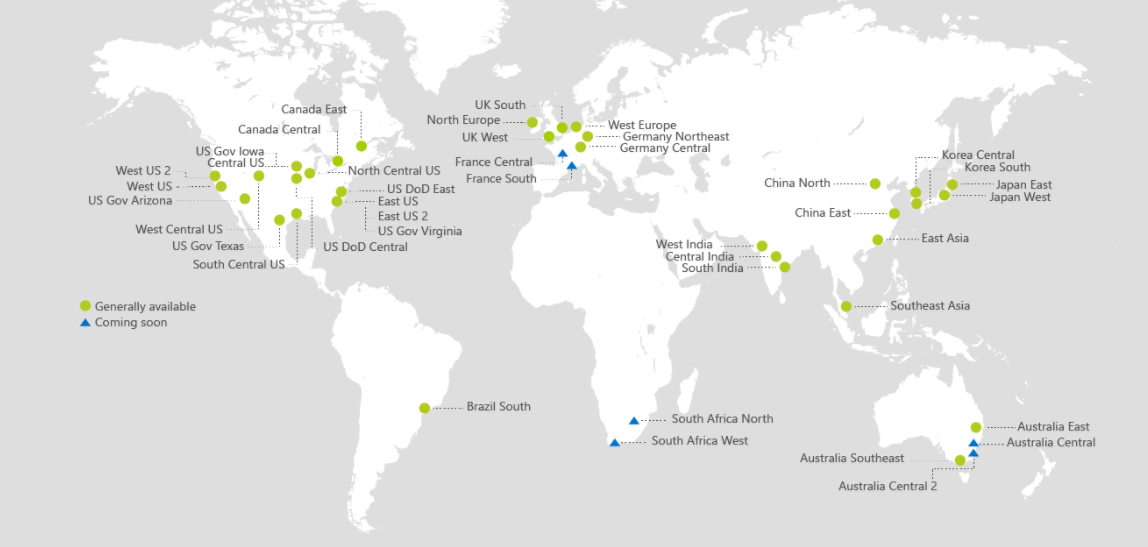 Canada East
Canada Central
US Gov Iowa
Central US
West US 2
North Central US
West US
US DoD East
US Gov Arizona
East US
East US 2
West Central US
US Gov Virginia
US Gov Texas
US DoD Central
South Central US
Generally available
Coming soon
Brazil South
UK South
North Europe
West Europe
UK West
Germany Northeast
Germany Central
France Central
France South
Korea Central
Korea South
China North
Japan East
Japan West
China East
East Asia
West India
Central India
South India
Southeast Asia
South Africa North
South Africa West
Australia East
Australia Central
Australia Southeast
Australia Central 2